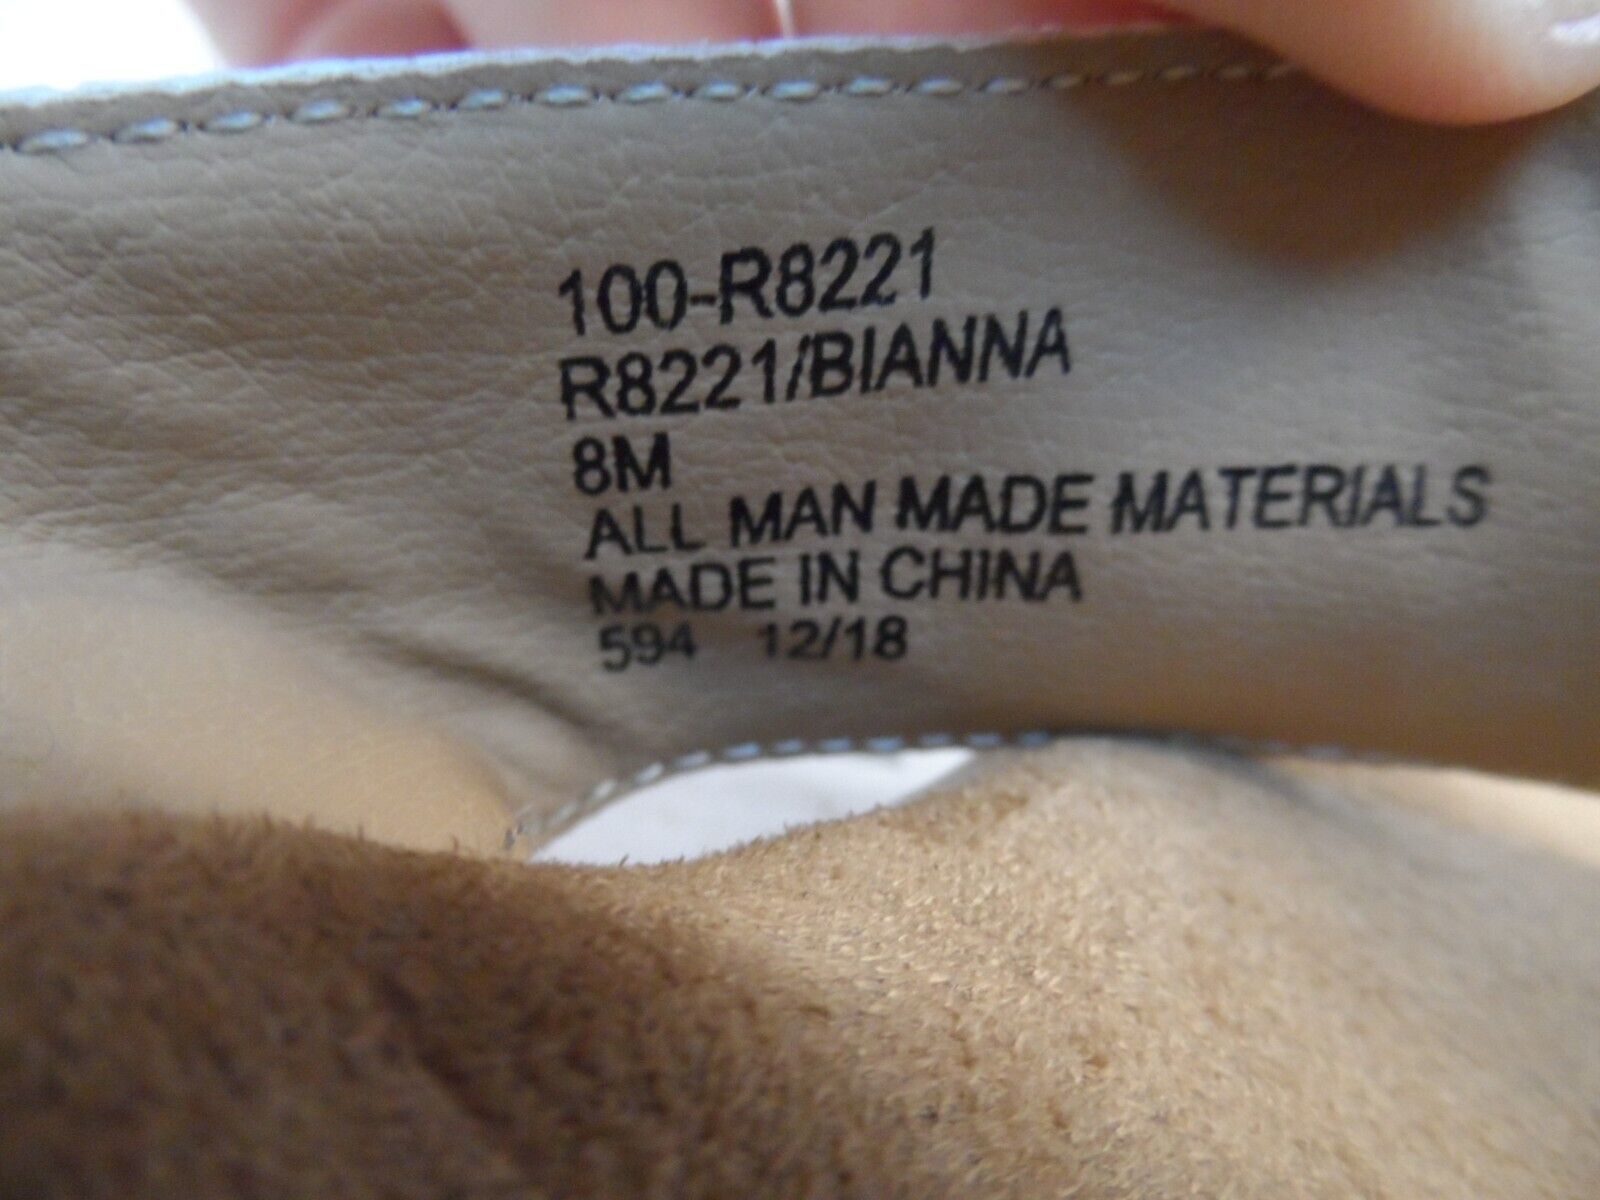 100-R8221
R8221/BIANNA
8M
ALL MAN MADE MATERIALS
MADE IN CHINA
594 12/18